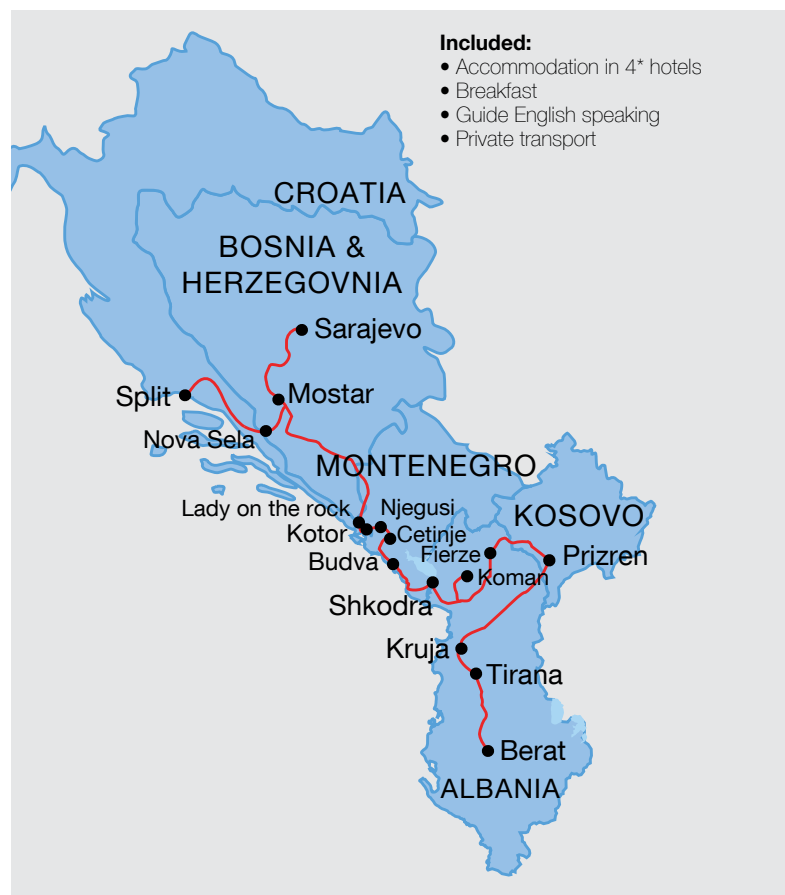 Included:
• Accommodation in 4* hotels
• Breakfast
• Guide English speaking
• Private transport
CROATIA
BOSNIA &
HERZEGOVNIA
Sarajevo
Split
Mostar
Nova Sela
MONTENEGRO
Lady on the rock
Njegusi
KOSOVO
Kotor
Cetinje
Fierze
Prizren
Budva
Koman
Shkodra
Kruja
Tirana
Berat
ALBANIA